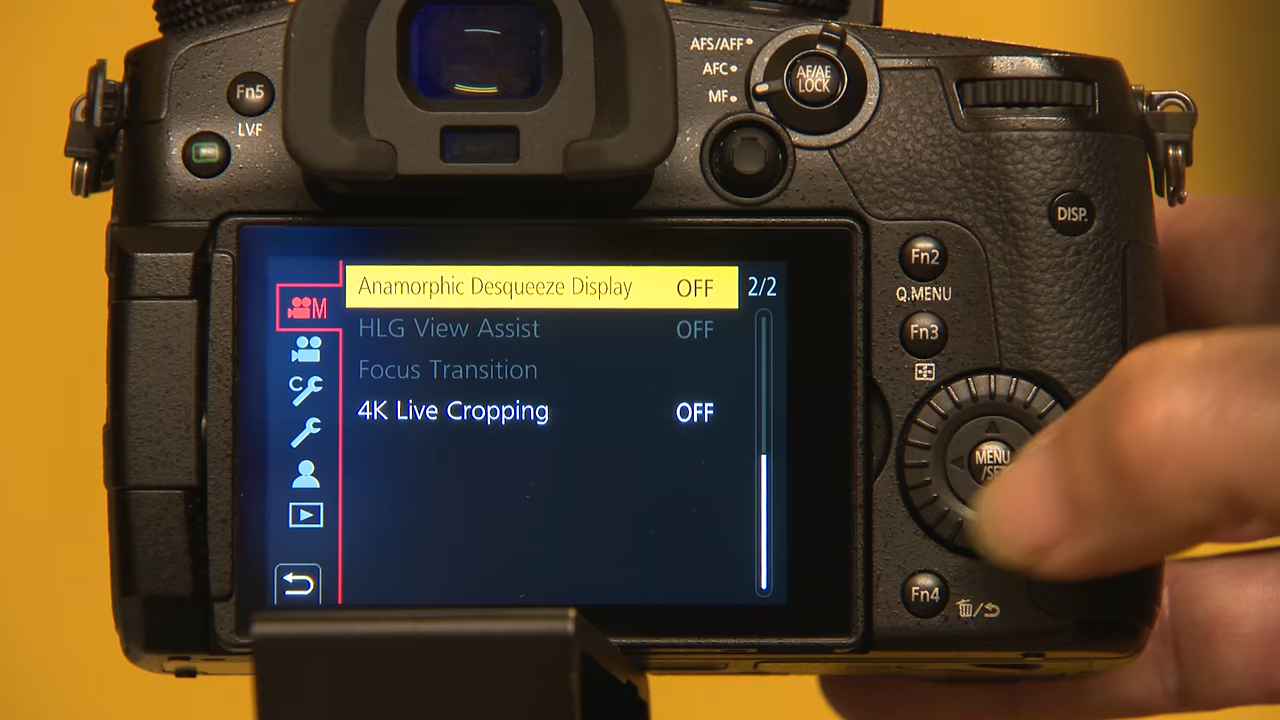 AFS/AFF
AFC
MF
AF/AE
LOCK
Fn5
LVF
DISP.
Fn2
Q.MENU
Fn3
Anamorphic Desqueeze Display OFF 2/2
M
HLG View Assist OFF
Focus Transition
C
4K Live Cropping OFF
MENU
/SET
Fn4